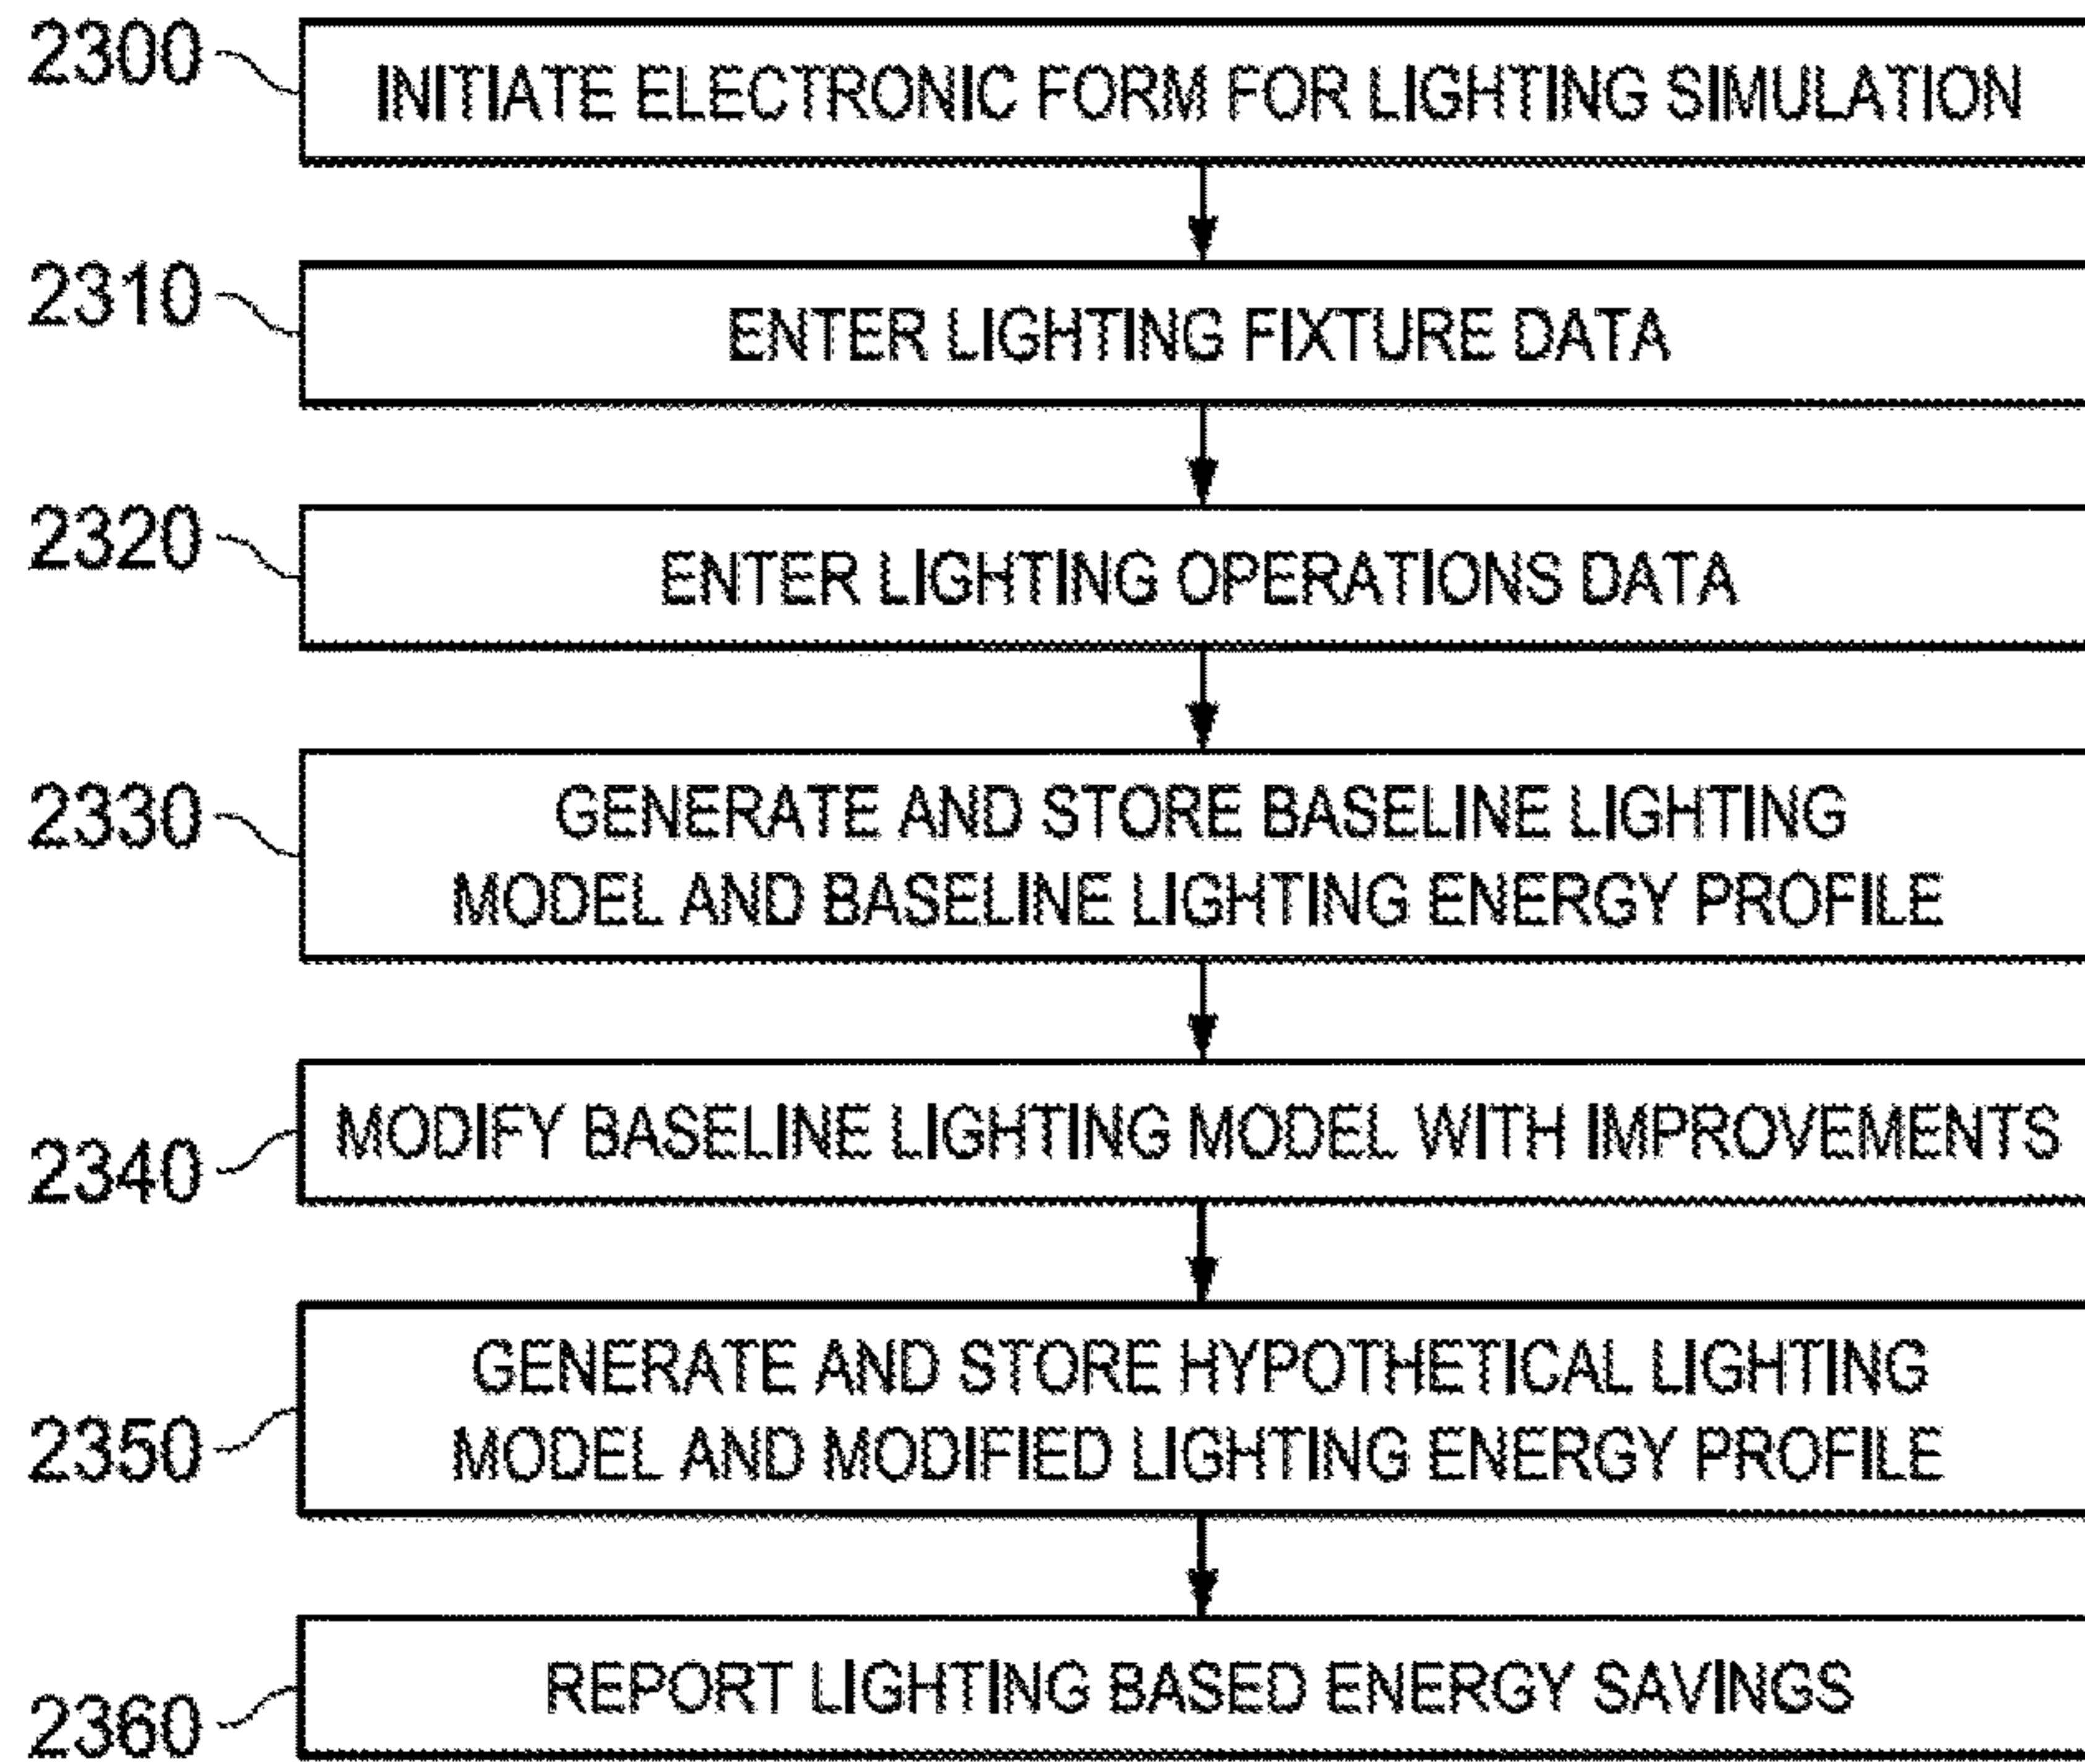 2300
INITIATE ELECTRONIC FORM FOR LIGHTING SIMULATION
2310
ENTER LIGHTING FIXTURE DATA
2320
ENTER LIGHTING OPERATIONS DATA
2330
GENERATE AND STORE BASELINE LIGHTING
MODEL AND BASELINE LIGHTING ENERGY PROFILE
2340
MODIFY BASELINE LIGHTING MODEL WITH IMPROVEMENTS
2350
GENERATE AND STORE HYPOTHETICAL LIGHTING
MODEL AND MODIFIED LIGHTING ENERGY PROFILE
2360
REPORT LIGHTING BASED ENERGY SAVINGS